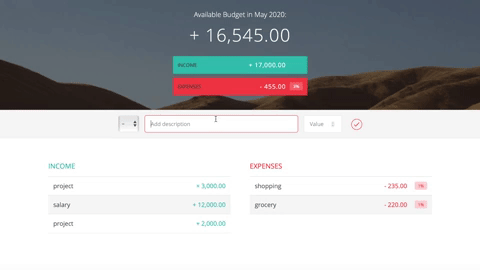 Available Budget in May 2020:
+ 16,545.00
INCOME + 17,000.00
EXPENSES - 455.00 3%
- Add description Value
INCOME
project + 3,000.00
salary + 12,000.00
project + 2,000.00
EXPENSES
shopping - 235.00 1%
grocery - 220.00 1%